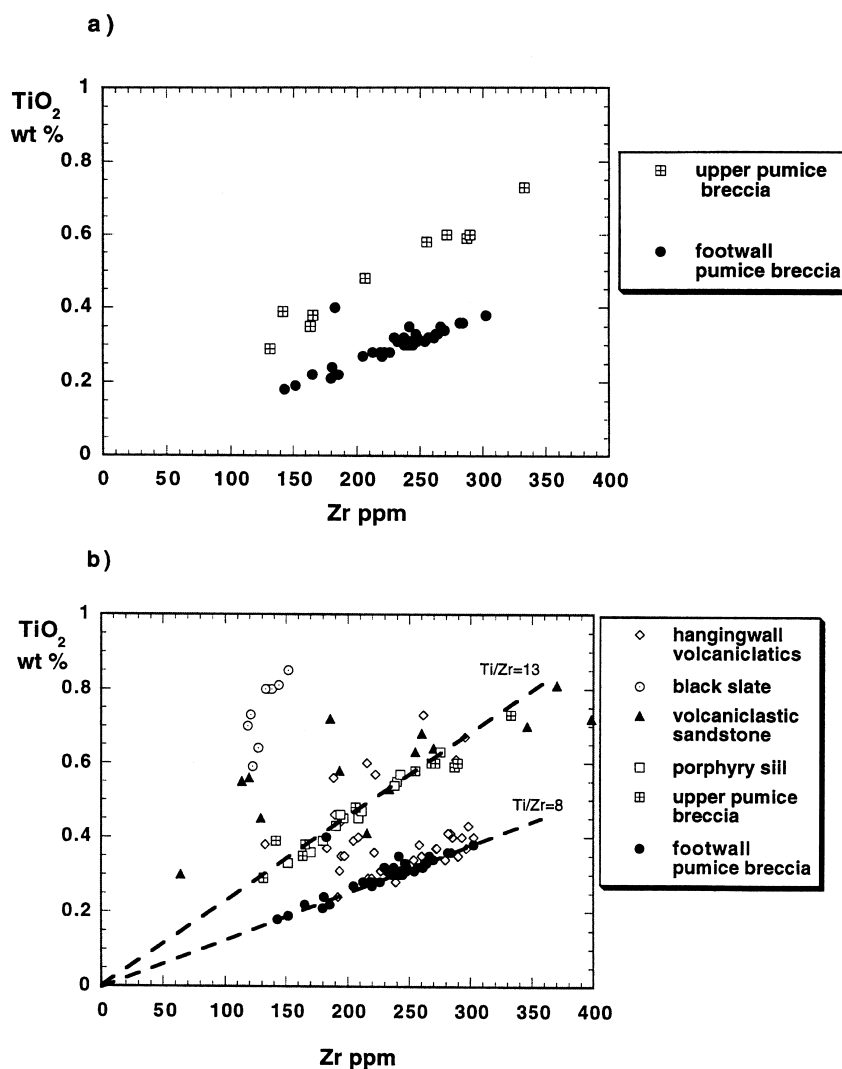 a)
TiO2
wt %
1
0.8
0.6
0.4
0.2
0
0 50 100 150 200 250 300 350 400
Zr ppm
upper pumice
breccia
footwall
pumice breccia
b)
TiO2
wt %
1
0.8
0.6
0.4
0.2
0
Ti/Zr=13
Ti/Zr=8
0 50 100 150 200 250 300 350 400
Zr ppm
hangingwall
volcaniclatics
black slate
volcaniclastic
sandstone
porphyry siil
upper pumice
breccia
footwall
pumice breccia